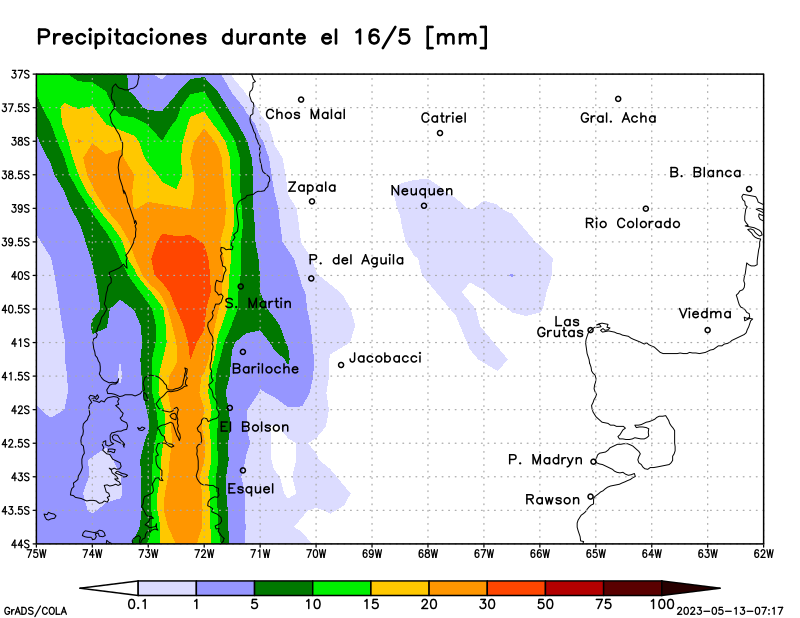 Precipitaciones durante el 16/5 [mm]
37S
37.5S
38S
38.5S
39S
39.5S
40S
40.5S
41S
41.5S
42S
42.5S
43S
43.5S
44S
Chos Malal
Catriel
Gral. Acha
B. Blanca
Zapala
Neuquen
Rio Colorado
P. del Aguila
S. Martin
Viedma
Las
Grutas
Jacobacci
Bariloche
El Bolson
P. Madryn
Esquel
Rawson
75W 74W 73W 72W 71W 70W 69W 68W 67W 66W 65W 64W 63W 62W
0.1 1 5 10 15 20 30 50 75 100
GrADS/COLA
2023-05-13-07:17